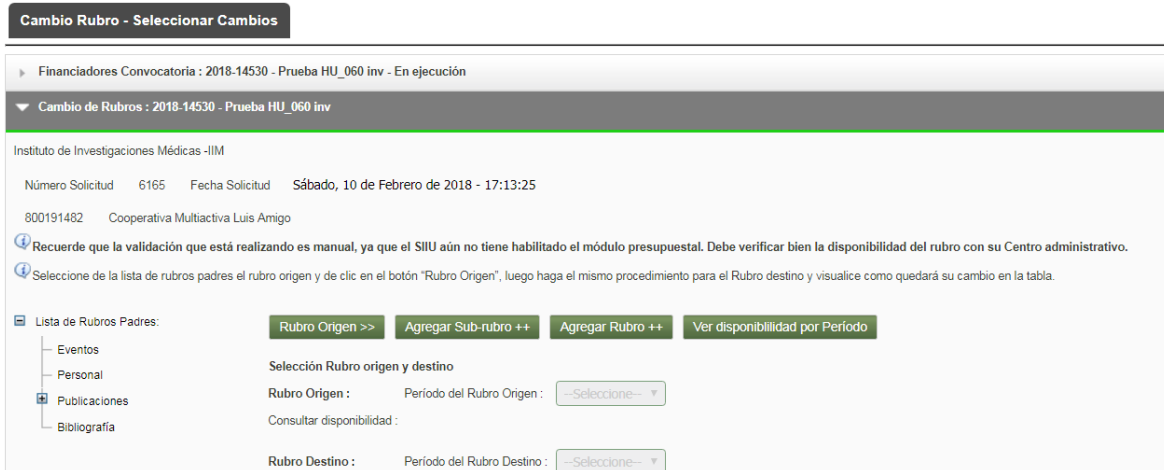 Cambio Rubro - Seleccionar Cambios
Financiadores Convocatoria : 2018-14530 - Prueba HU_060 inv - En ejecución
Cambio de Rubros : 2018-14530 - Prueba HU_060 inv
Instituto de Investigaciones Médicas -IIM
Número Solicitud 6165 Fecha Solicitud Sábado, 10 de Febrero de 2018 - 17:13:25
800191482 Cooperativa Multiactiva Luis Amigo
Recuerde que la validación que está realizando es manual, ya que el SIIU aún no tiene habilitado el módulo presupuestal. Debe verificar bien la disponibilidad del rubro con su Centro administrativo.
Seleccione de la lista de rubros padres el rubro origen y de clic en el botón "Rubro Origen", luego haga el mismo procedimiento para el Rubro destino y visualice como quedará su cambio en la tabla.
Lista de Rubros Padres:
Eventos
Personal
Publicaciones
Bibliografía
Rubro Origen >> Agregar Sub-rubro ++ Agregar Rubro ++ Ver disponiblilidad por Período
Selección Rubro origen y destino
Rubro Origen : Período del Rubro Origen : --Seleccione--
Consultar disponibilidad :
Rubro Destino : Período del Rubro Destino : --Seleccione--